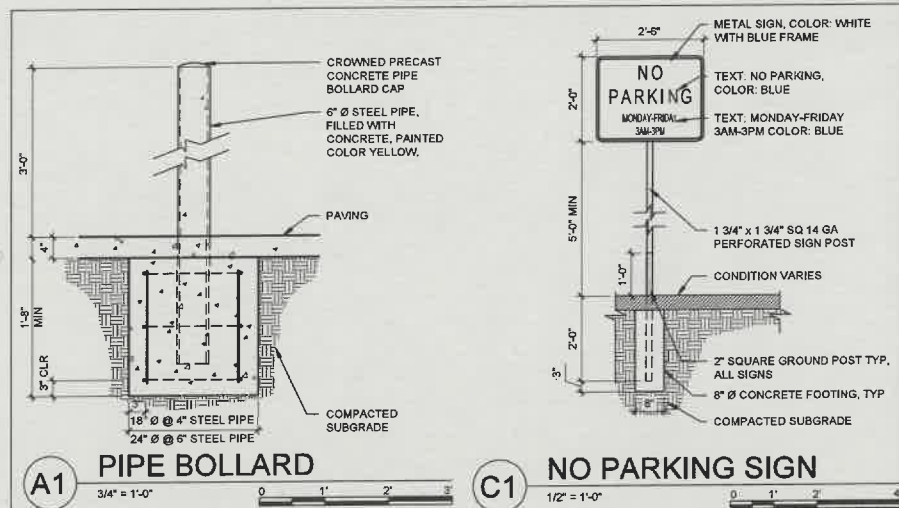 CROWNED PRECAST
CONCRETE PIPE
BOLLARD CAP
6" Ø STEEL PIPE,
FILLED WITH
CONCRETE, PAINTED
COLOR YELLOW,
PAVING
3'-0"
4"
1'-8"
MIN
3" CLR
3"
18" Ø @ 4" STEEL PIPE
24" Ø @ 6" STEEL PIPE
COMPACTED
SUBGRADE
A1
PIPE BOLLARD
3/4" = 1'-0"
0 1' 2' 3'
2'-6"
METAL SIGN, COLOR: WHITE
WITH BLUE FRAME
NO
PARKING
MONDAY-FRIDAY
3AM-3PM
TEXT: NO PARKING,
COLOR: BLUE
TEXT: MONDAY-FRIDAY
3AM-3PM COLOR: BLUE
2'-0"
5'-0" MIN
1 3/4" x 1 3/4" SQ 14 GA
PERFORATED SIGN POST
1'-0"
CONDITION VARIES
2'-0"
3"
8"
2" SQUARE GROUND POST TYP,
ALL SIGNS
8" Ø CONCRETE FOOTING, TYP
COMPACTED SUBGRADE
C1
NO PARKING SIGN
1/2" = 1'-0"
0 1' 2' 4'